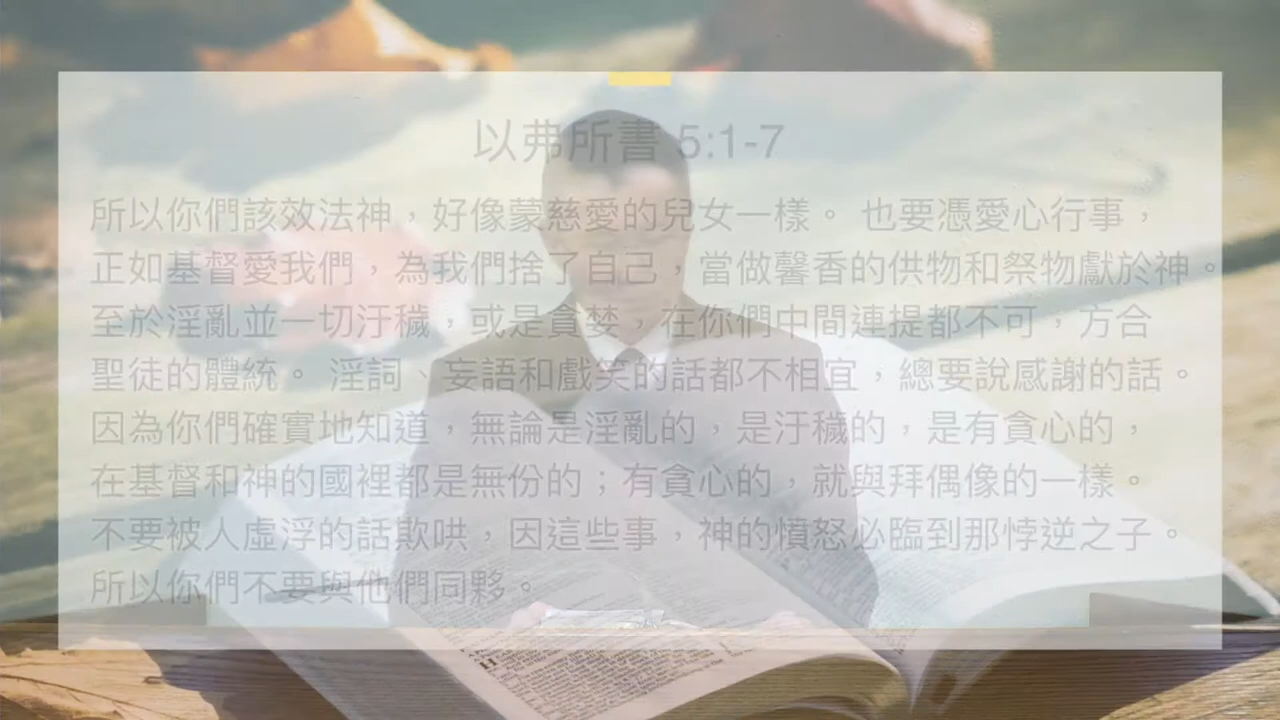 以弗所書 5:1-7
所以你們該效法神，好像蒙慈愛的兒女一樣。 也要憑愛心行事，
正如基督愛我們，為我們捨了自己，當做馨香的供物和祭物獻於神。
至於淫亂並一切汙穢，或是貪婪，在你們中間連提都不可，方合
聖徒的體統。 淫詞、妄語和戲笑的話都不相宜，總要說感謝的話。
因為你們確實地知道，無論是淫亂的，是汙穢的，是有貪心的，
在基督和神的國裡都是無份的；有貪心的，就與拜偶像的一樣。
不要被人虛浮的話欺哄，因這些事，神的憤怒必臨到那悖逆之子。
所以你們不要與他們同夥。